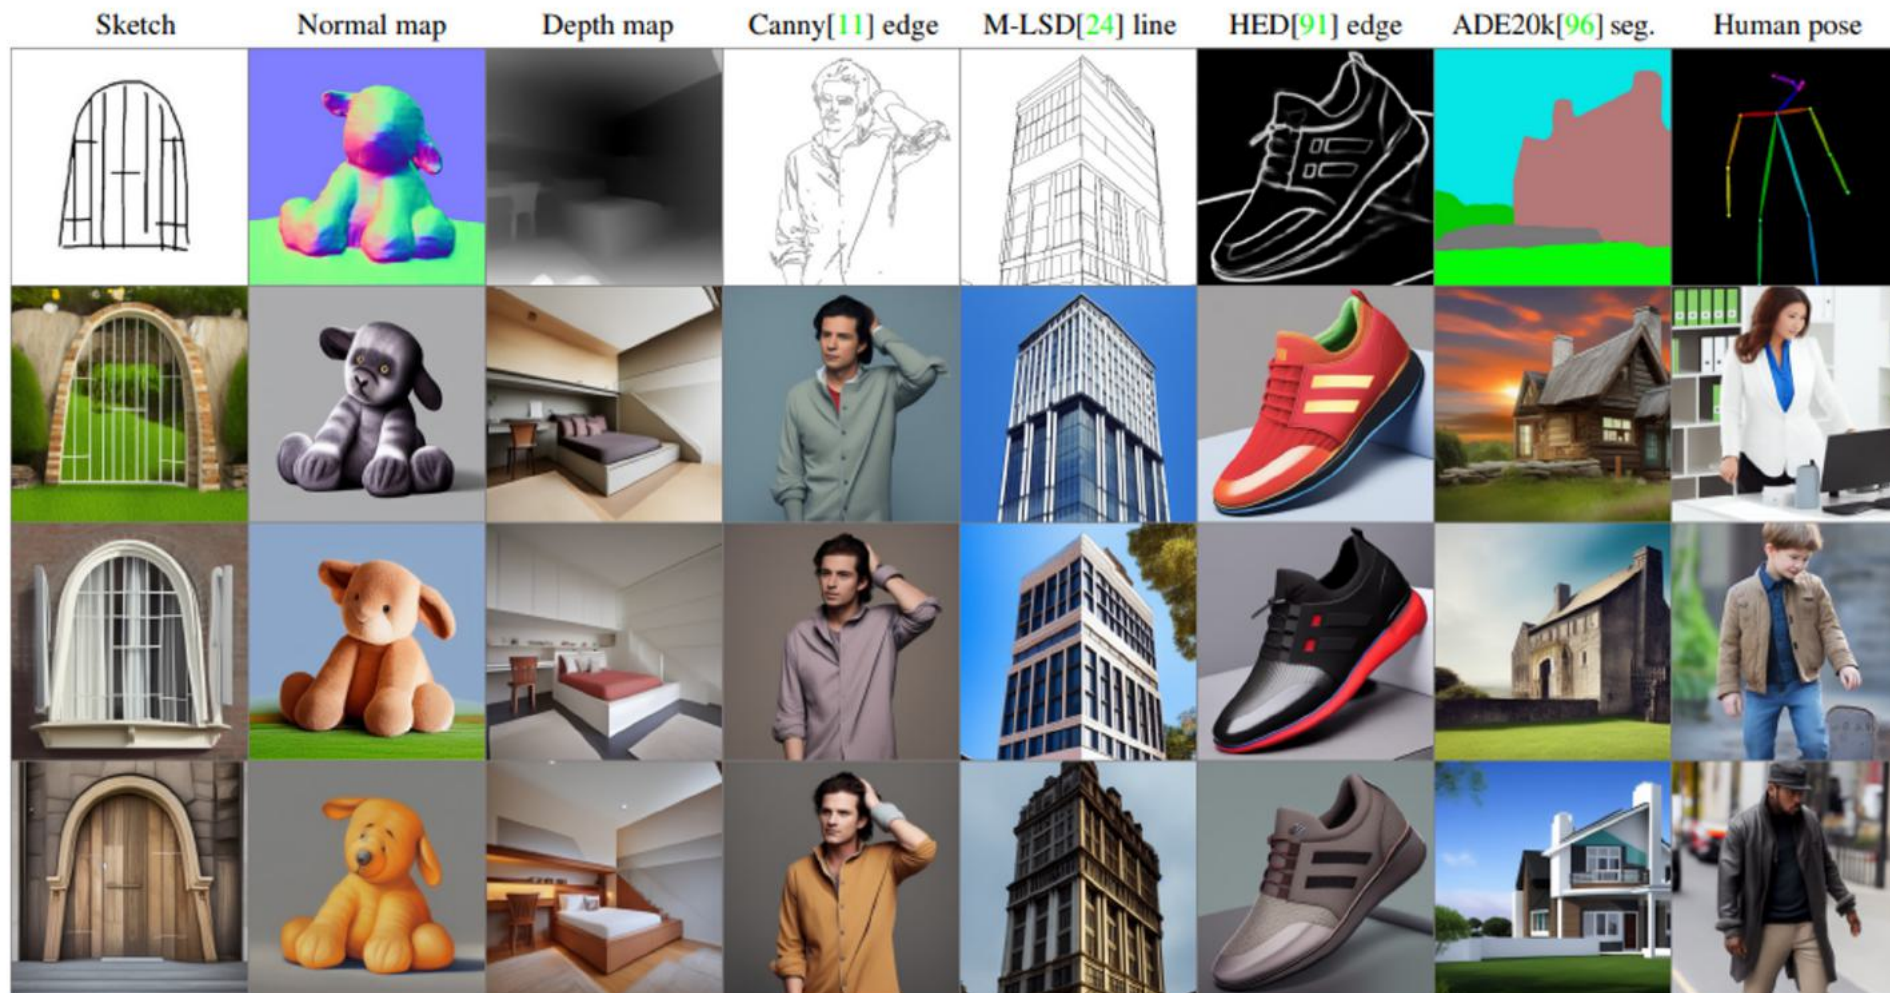 Sketch Normal map Depth map Canny[11] edge M-LSD[24] line HED[91] edge ADE20k[96] seg. Human pose